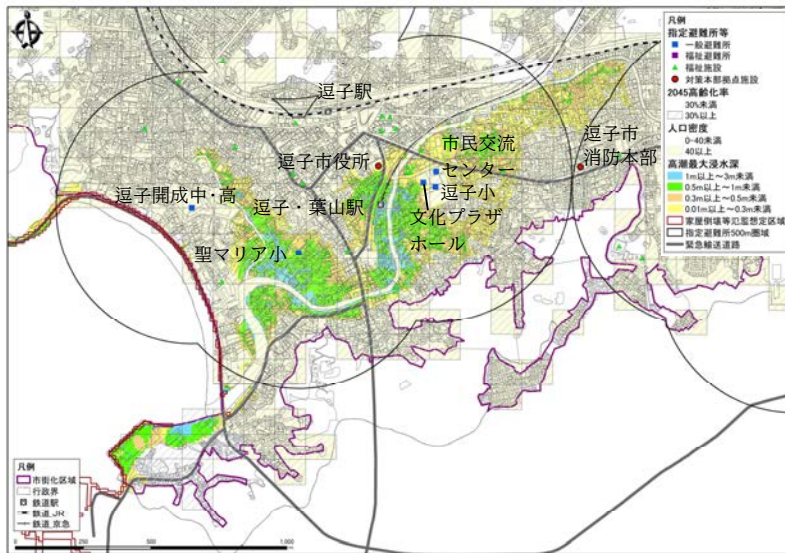 凡例
指定避難所等
一般避難所
福祉避難所
福祉施設
対策本部拠点施設
2045高齢化率
30%未満
30%以上
人口密度
0-40未満
40以上
高潮最大浸水深
1m以上～3m未満
0.5m以上～1m未満
0.3m以上～0.5m未満
0.01m以上～0.3m未満
家屋倒壊等氾濫想定区域
指定避難所500m圏域
緊急輸送道路
逗子駅
逗子市役所
市民交流
センター
逗子市
消防本部
逗子開成中・高
逗子・葉山駅
逗子小
文化プラザ
ホール
聖マリア小
凡例
市街化区域
行政界
鉄道駅
鉄道_JR
鉄道_京急
0
500
1,000